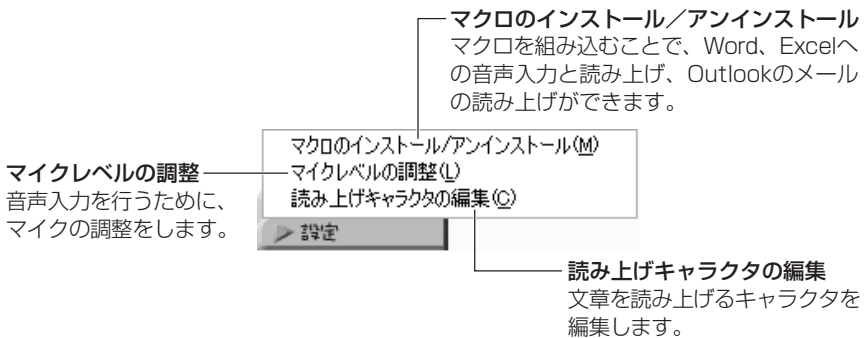 マクロのインストール／アンインストール
マクロを組み込むことで、Word、Excelへ
の音声入力と読み上げ、Outlookのメール
の読み上げができます。
マクロのインストール/アンインストール(M)
マイクレベルの調整(L)
読み上げキャラクタの編集(C)
設定
マイクレベルの調整
音声入力を行うために、
マイクの調整をします。
読み上げキャラクタの編集
文章を読み上げるキャラクタを
編集します。